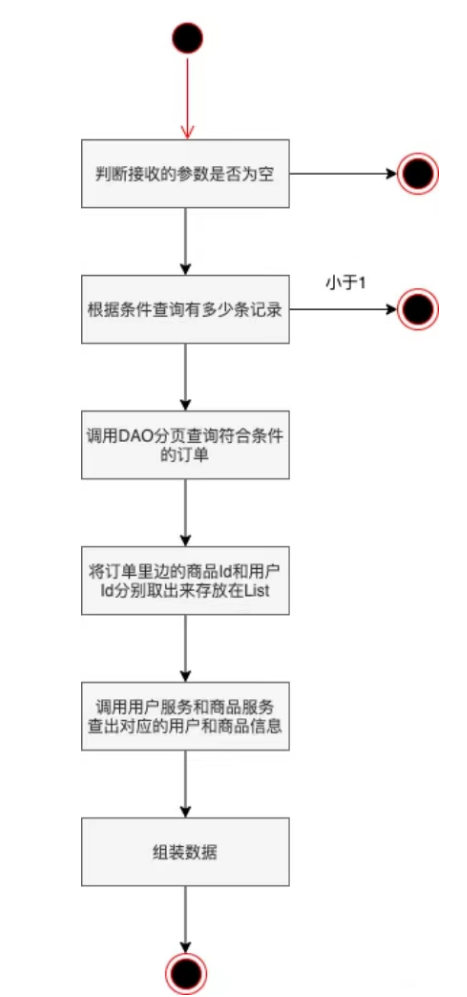 判断接收的参数是否为空
小于1
根据条件查询有多少条记录
调用DAO分页查询符合条件
的订单
将订单里边的商品Id和用户
Id分别取出来存放在List
调用用户服务和商品服务
查出对应的用户和商品信息
组装数据